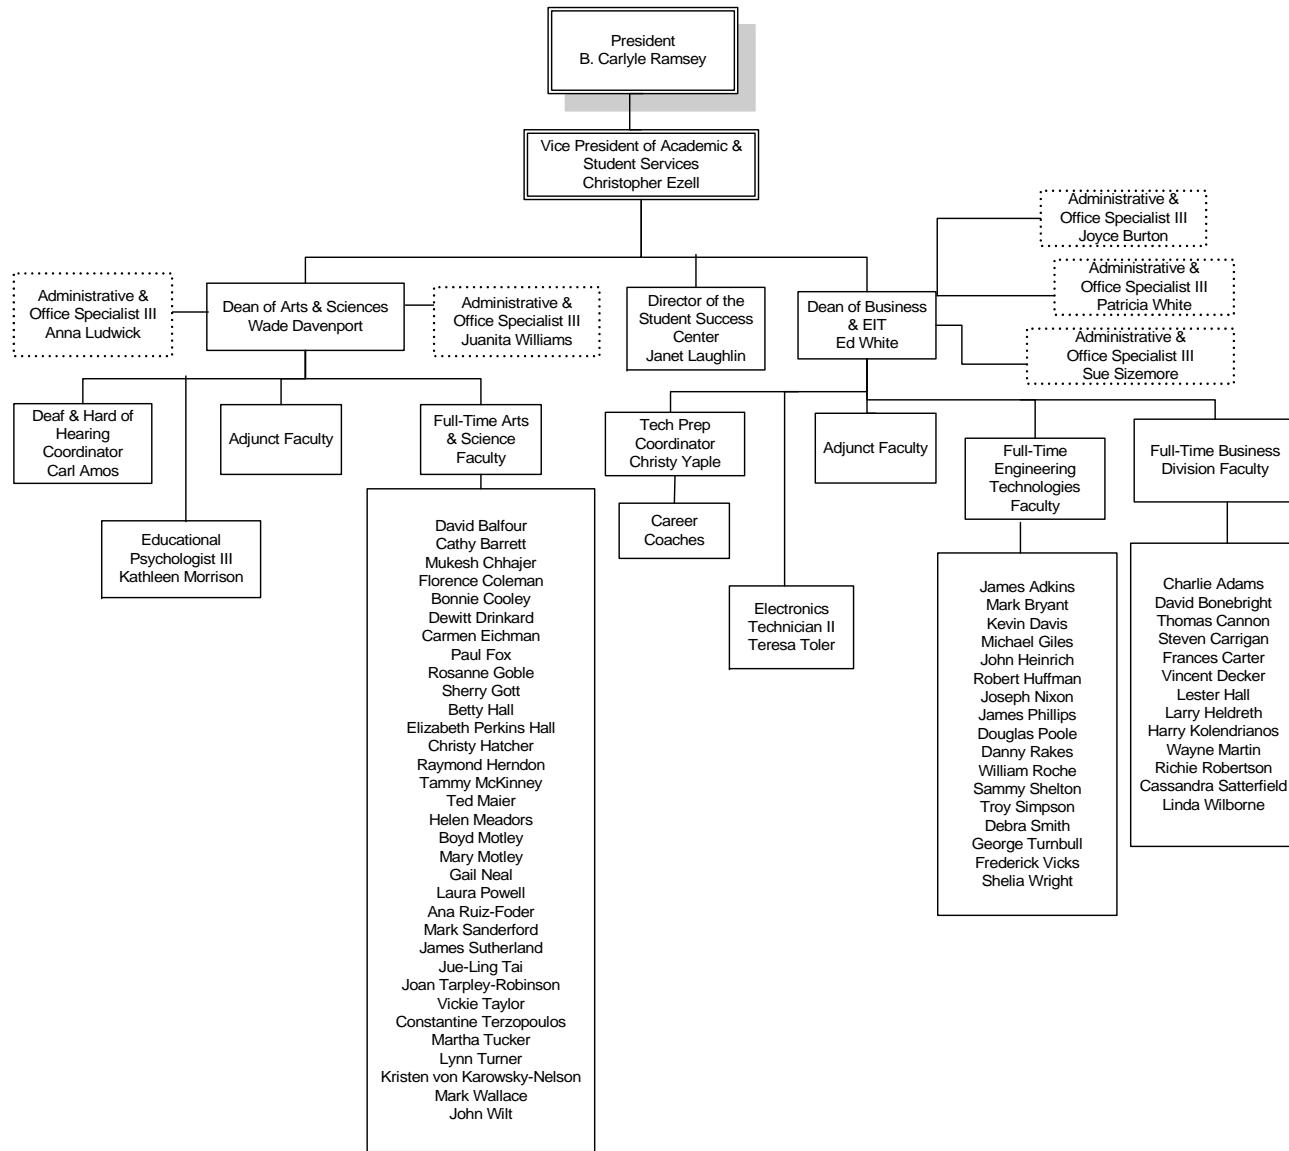 President
B. Carlyle Ramsey
Vice President of Academic &
Student Services
Christopher Ezell
Administrative &
Office Specialist III
Joyce Burton
Administrative &
Office Specialist III
Patricia White
Administrative &
Office Specialist III
Sue Sizemore
Administrative &
Office Specialist III
Anna Ludwick
Dean of Arts & Sciences
Wade Davenport
Administrative &
Office Specialist III
Juanita Williams
Director of the
Student Success
Center
Janet Laughlin
Dean of Business
& EIT
Ed White
Deaf & Hard of
Hearing
Coordinator
Carl Amos
Adjunct Faculty
Full-Time Arts
& Science
Faculty
Tech Prep
Coordinator
Christy Yaple
Adjunct Faculty
Full-Time
Engineering
Technologies
Faculty
Full-Time Business
Division Faculty
Educational
Psychologist III
Kathleen Morrison
Career
Coaches
Electronics
Technician II
Teresa Toler
David Balfour
Cathy Barrett
Mukesh Chhajer
Florence Coleman
Bonnie Cooley
Dewitt Drinkard
Carmen Eichman
Paul Fox
Rosanne Goble
Sherry Gott
Betty Hall
Elizabeth Perkins Hall
Christy Hatcher
Raymond Herndon
Tammy McKinney
Ted Maier
Helen Meadors
Boyd Motley
Mary Motley
Gail Neal
Laura Powell
Ana Ruiz-Foder
Mark Sanderford
James Sutherland
Jue-Ling Tai
Joan Tarpley-Robinson
Vickie Taylor
Constantine Terzopoulos
Martha Tucker
Lynn Turner
Kristen von Karowsky-Nelson
Mark Wallace
John Wilt
James Adkins
Mark Bryant
Kevin Davis
Michael Giles
John Heinrich
Robert Huffman
Joseph Nixon
James Phillips
Douglas Poole
Danny Rakes
William Roche
Sammy Shelton
Troy Simpson
Debra Smith
George Turnbull
Frederick Vicks
Shelia Wright
Charlie Adams
David Bonebright
Thomas Cannon
Steven Carrigan
Frances Carter
Vincent Decker
Lester Hall
Larry Heldreth
Harry Kolendrianos
Wayne Martin
Richie Robertson
Cassandra Satterfield
Linda Wilborne